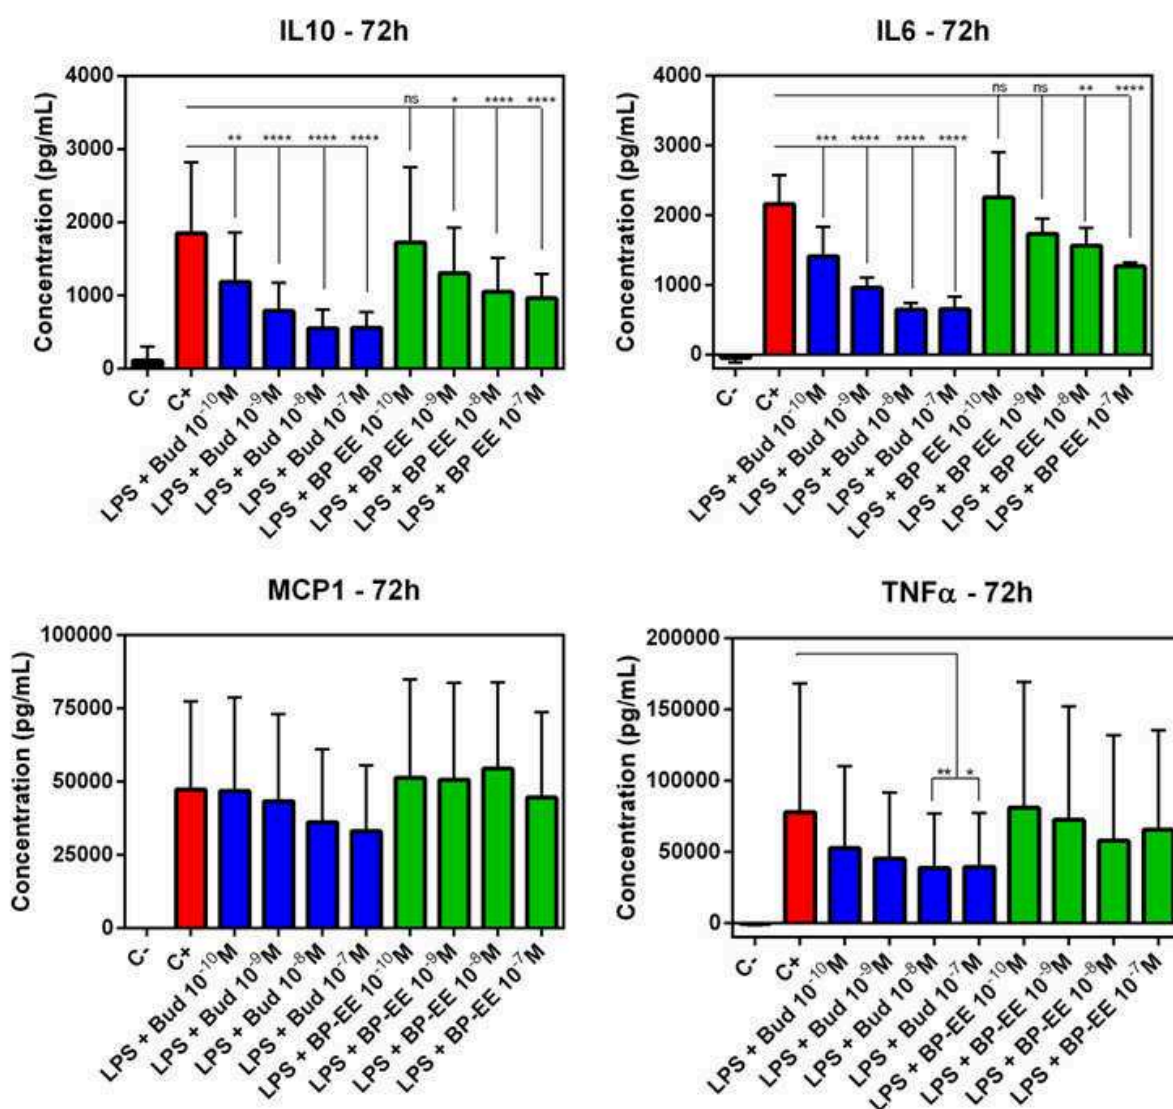 IL10 - 72h
Concentration (pg/mL)
4000
3000
2000
1000
0
ns * **** ****
** **** **** ****
C-
C+
LPS + Bud 10⁻¹⁰M
LPS + Bud 10⁻⁹M
LPS + Bud 10⁻⁸M
LPS + Bud 10⁻⁷M
LPS + BP EE 10⁻¹⁰M
LPS + BP EE 10⁻⁹M
LPS + BP EE 10⁻⁸M
LPS + BP EE 10⁻⁷M
IL6 - 72h
Concentration (pg/mL)
4000
3000
2000
1000
0
ns ns ** ****
*** **** **** ****
C-
C+
LPS + Bud 10⁻¹⁰M
LPS + Bud 10⁻⁹M
LPS + Bud 10⁻⁸M
LPS + Bud 10⁻⁷M
LPS + BP EE 10⁻¹⁰M
LPS + BP EE 10⁻⁹M
LPS + BP EE 10⁻⁸M
LPS + BP EE 10⁻⁷M
MCP1 - 72h
Concentration (pg/mL)
100000
75000
50000
25000
0
C-
C+
LPS + Bud 10⁻¹⁰M
LPS + Bud 10⁻⁹M
LPS + Bud 10⁻⁸M
LPS + Bud 10⁻⁷M
LPS + BP-EE 10⁻¹⁰M
LPS + BP-EE 10⁻⁹M
LPS + BP-EE 10⁻⁸M
LPS + BP-EE 10⁻⁷M
TNFα - 72h
Concentration (pg/mL)
200000
150000
100000
50000
0
** *
C-
C+
LPS + Bud 10⁻¹⁰M
LPS + Bud 10⁻⁹M
LPS + Bud 10⁻⁸M
LPS + Bud 10⁻⁷M
LPS + BP-EE 10⁻¹⁰M
LPS + BP-EE 10⁻⁹M
LPS + BP-EE 10⁻⁸M
LPS + BP-EE 10⁻⁷M